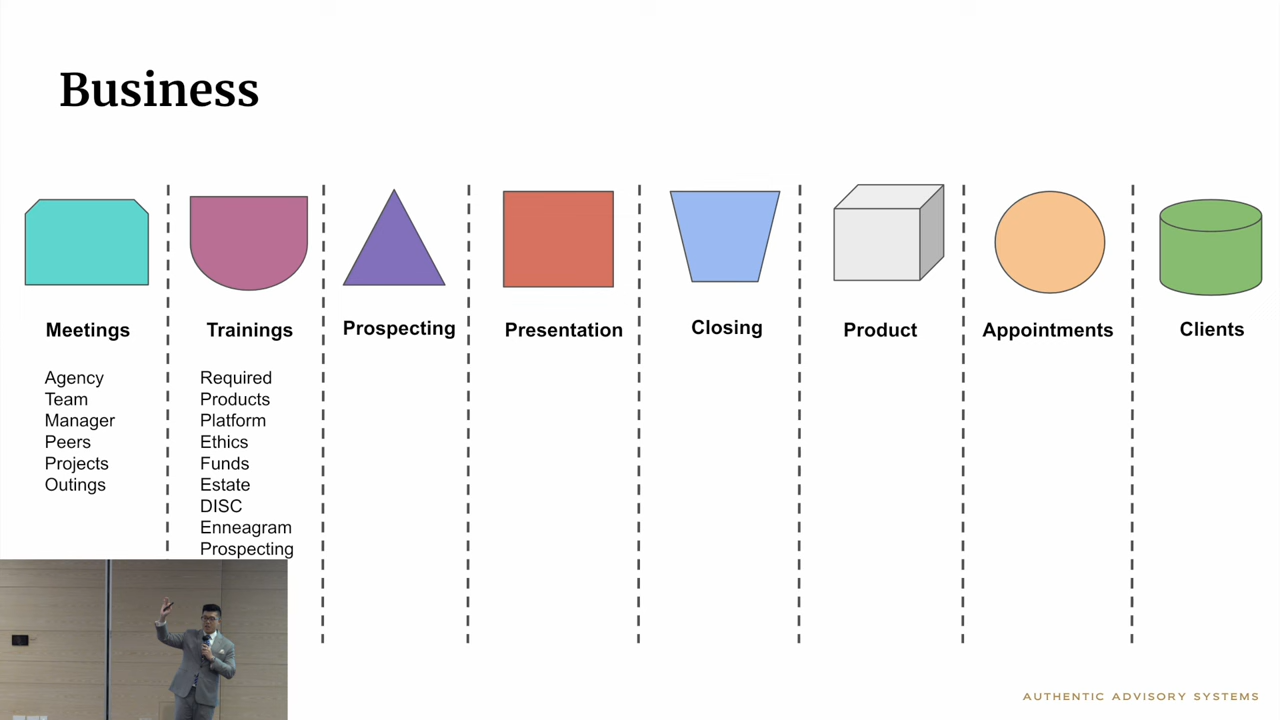 Business
Meetings
Agency
Team
Manager
Peers
Projects
Outings
Trainings
Required
Products
Platform
Ethics
Funds
Estate
DISC
Enneagram
Prospecting
Prospecting
Presentation
Closing
Product
Appointments
Clients
AUTHENTIC ADVISORY SYSTEMS